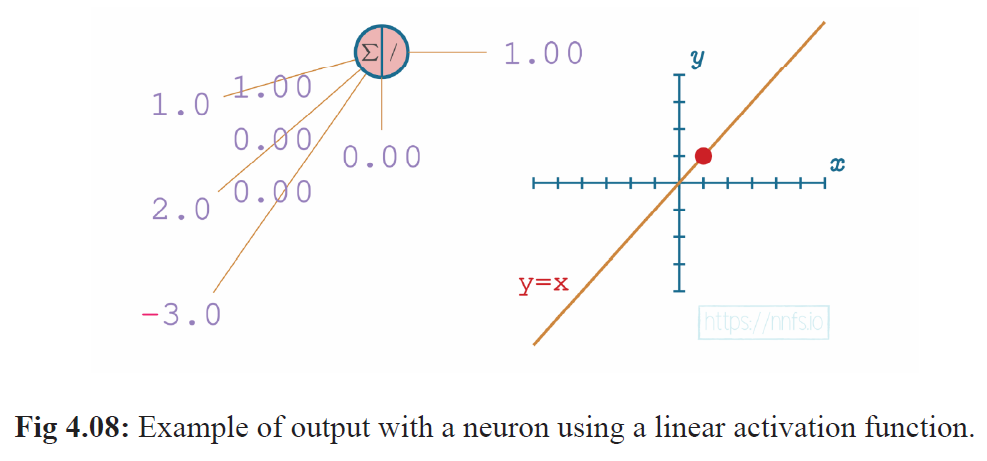 Σ /
1.00
1.0
1.00
0.00
0.00
0.00
2.0
-3.0
y
x
y=x
https://nnfs.io
Fig 4.08: Example of output with a neuron using a linear activation function.